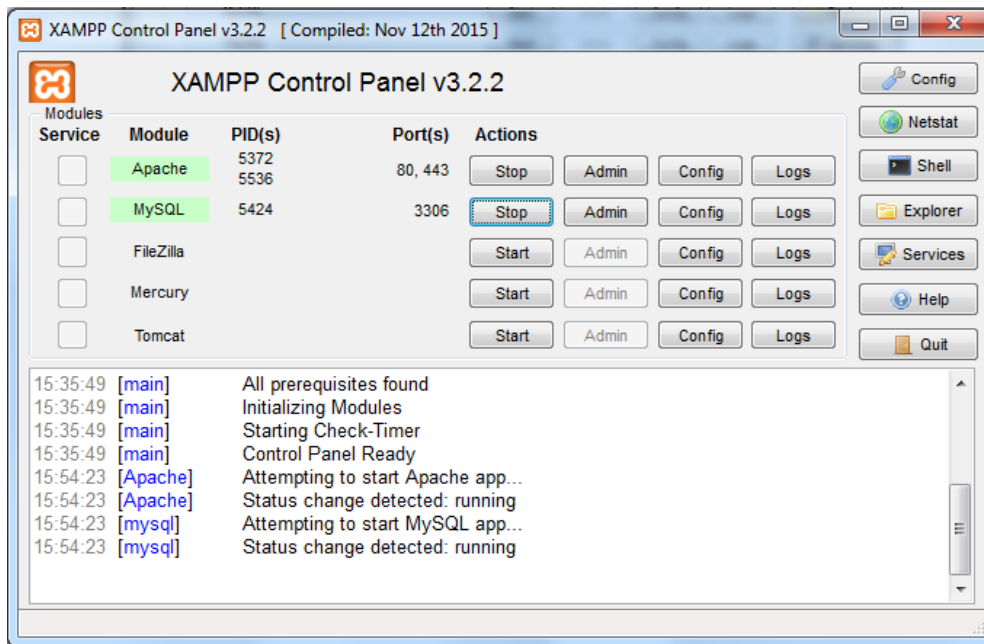 XAMPP Control Panel v3.2.2 [ Compiled: Nov 12th 2015 ]
XAMPP Control Panel v3.2.2
Config
Modules
Service Module PID(s) Port(s) Actions
Netstat
Apache 5372 5536 80, 443 Stop Admin Config Logs
Shell
MySQL 5424 3306 Stop Admin Config Logs
Explorer
FileZilla Start Admin Config Logs
Services
Mercury Start Admin Config Logs
Help
Tomcat Start Admin Config Logs
Quit
15:35:49 [main] All prerequisites found
15:35:49 [main] Initializing Modules
15:35:49 [main] Starting Check-Timer
15:35:49 [main] Control Panel Ready
15:54:23 [Apache] Attempting to start Apache app...
15:54:23 [Apache] Status change detected: running
15:54:23 [mysql] Attempting to start MySQL app...
15:54:23 [mysql] Status change detected: running